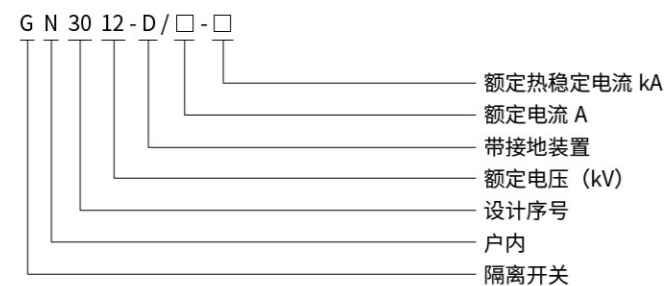 G N 30 12 - D / □ - □
额定热稳定电流 kA
额定电流 A
带接地装置
额定电压（kV）
设计序号
户内
隔离开关